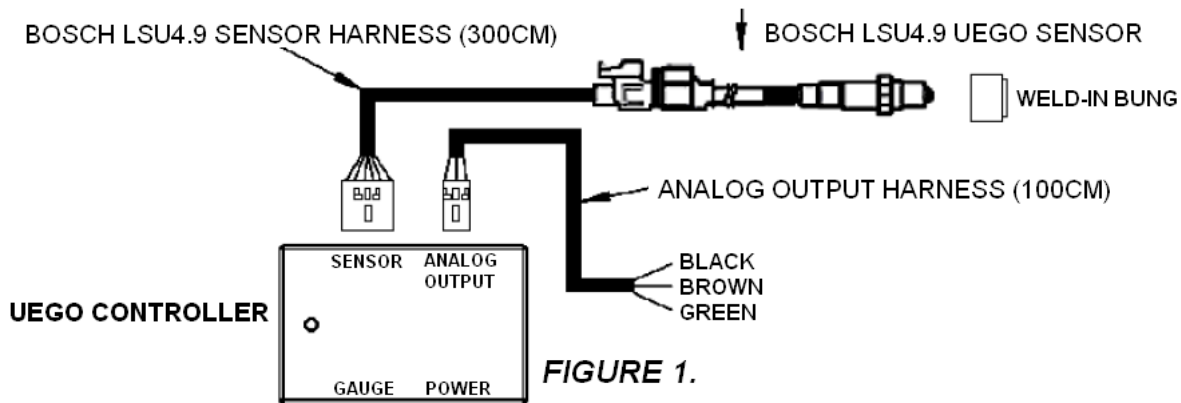 BOSCH LSU4.9 SENSOR HARNESS (300CM)
BOSCH LSU4.9 UEGO SENSOR
WELD-IN BUNG
ANALOG OUTPUT HARNESS (100CM)
SENSOR
ANALOG
OUTPUT
BLACK
BROWN
GREEN
UEGO CONTROLLER
GAUGE
POWER
FIGURE 1.